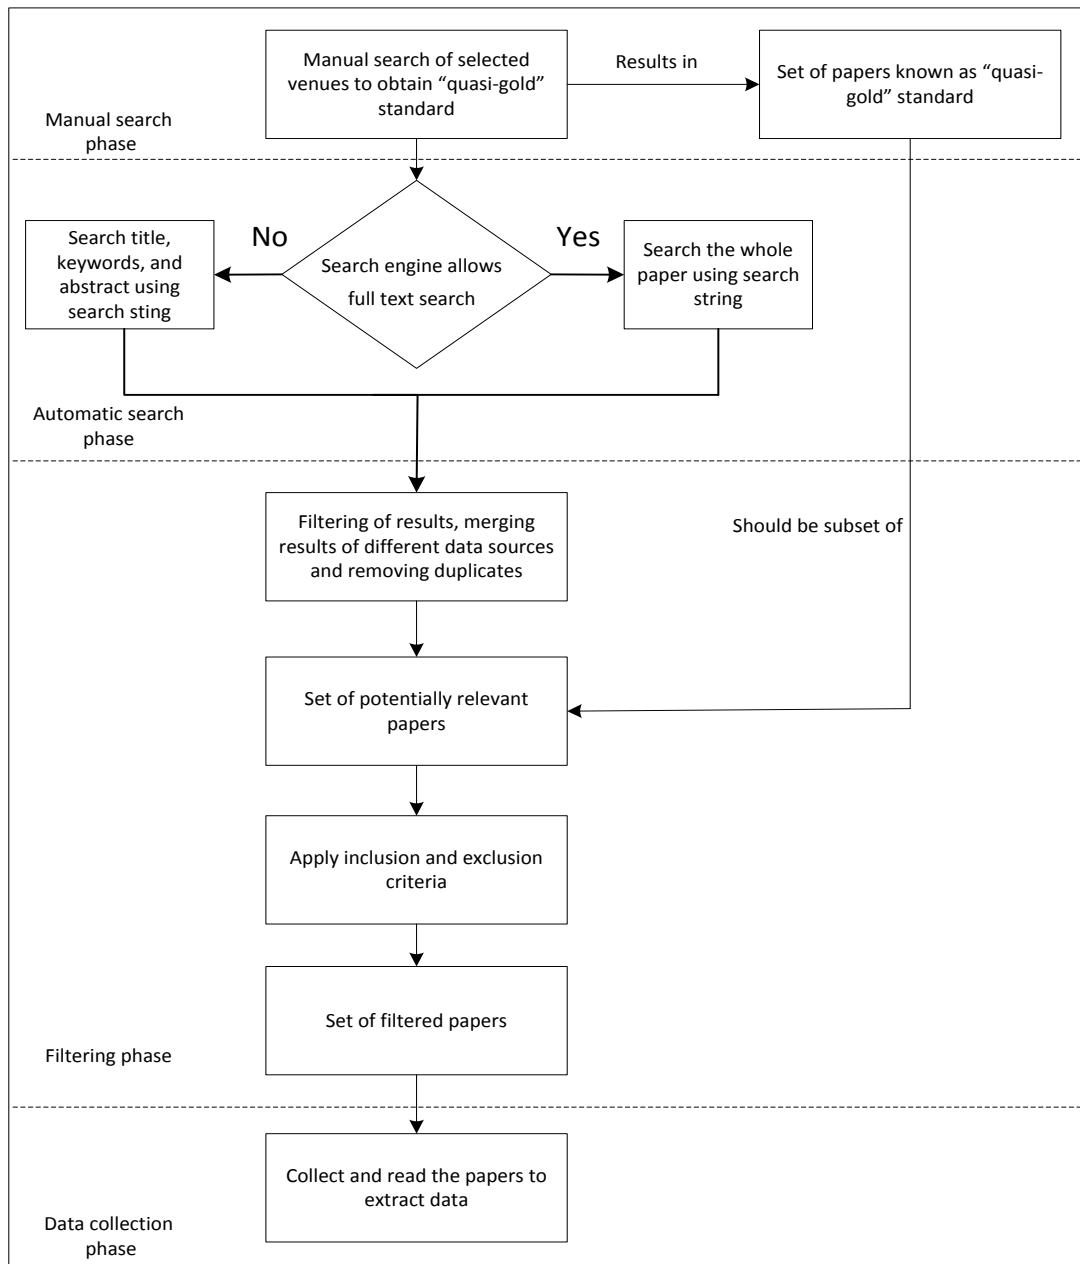 Manual search of selected
venues to obtain “quasi-gold”
standard
Results in
Set of papers known as “quasi-
gold” standard
Manual search
phase
No
Yes
Search title,
keywords, and
abstract using
search sting
Search engine allows
full text search
Search the whole
paper using search
string
Automatic search
phase
Filtering of results, merging
results of different data sources
and removing duplicates
Should be subset of
Set of potentially relevant
papers
Apply inclusion and exclusion
criteria
Set of filtered papers
Filtering phase
Collect and read the papers to
extract data
Data collection
phase